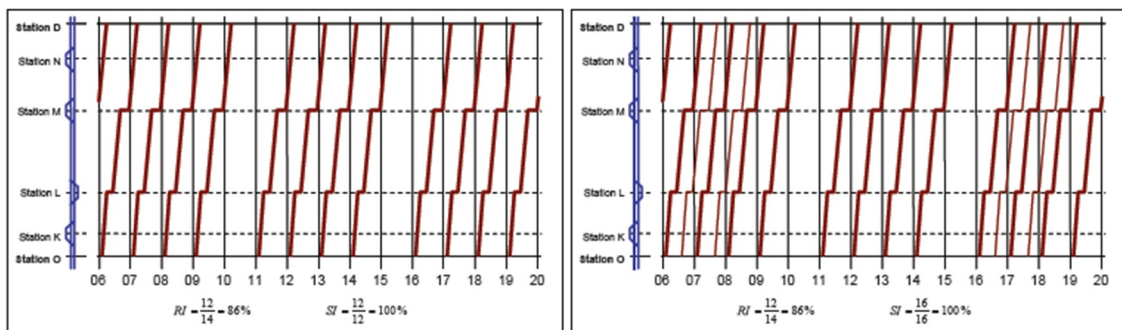 Station D
Station N
Station M
Station L
Station K
Station O
06 07 08 09 10 11 12 13 14 15 16 17 18 19 20
RI = 12/14 = 86% SI = 12/12 = 100%
Station D
Station N
Station M
Station L
Station K
Station O
06 07 08 09 10 11 12 13 14 15 16 17 18 19 20
RI = 12/14 = 86% SI = 16/16 = 100%